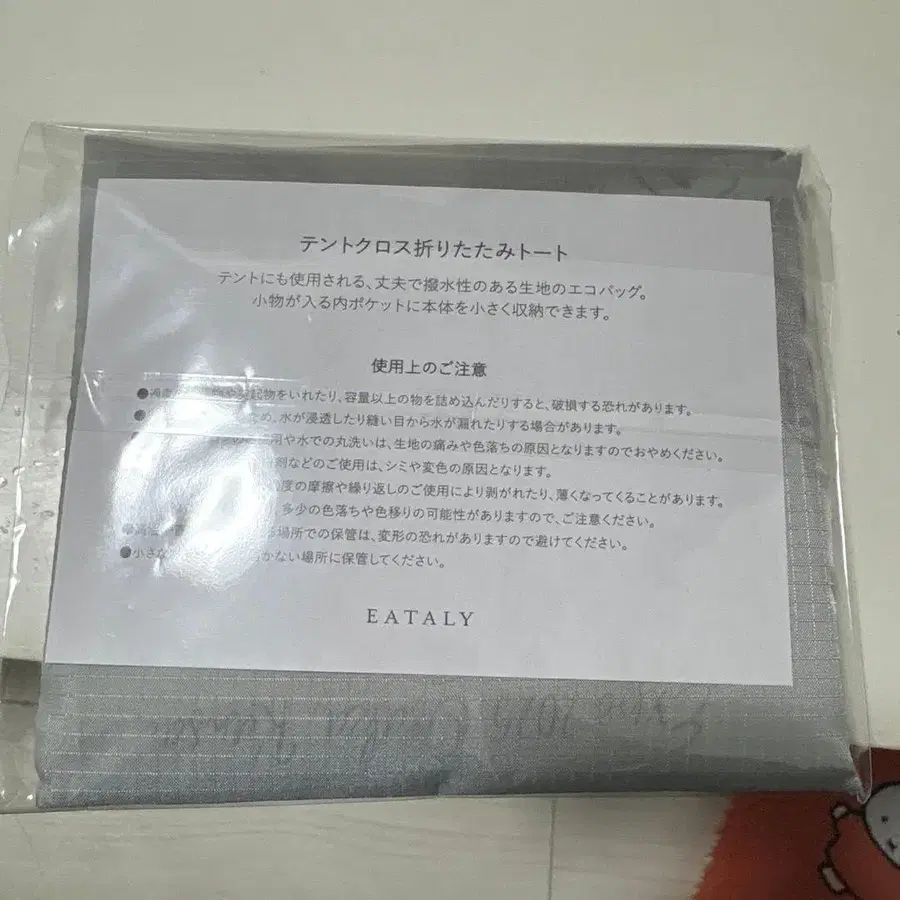 テントクロス折りたたみトート
テントにも使用される、丈夫で撥水性のある生地のエコバッグ。
小物が入る内ポケットに本体を小さく収納できます。
使用上のご注意
起物をいれたり、容量以上の物を詰め込んだりすると、破損する恐れがあります。
め、水が浸透したり縫い目から水が漏れたりする場合があります。
用や水での丸洗いは、生地の痛みや色落ちの原因となりますのでおやめください。
剤などのご使用は、シミや変色の原因となります。
度の摩擦や繰り返しのご使用により剥がれたり、薄くなってくることがあります。
、多少の色落ちや色移りの可能性がありますので、ご注意ください。
場所での保管は、変形の恐れがありますので避けてください。
●小さな かない場所に保管してください。
EATALY
Expo 2025 Osaka Kansai